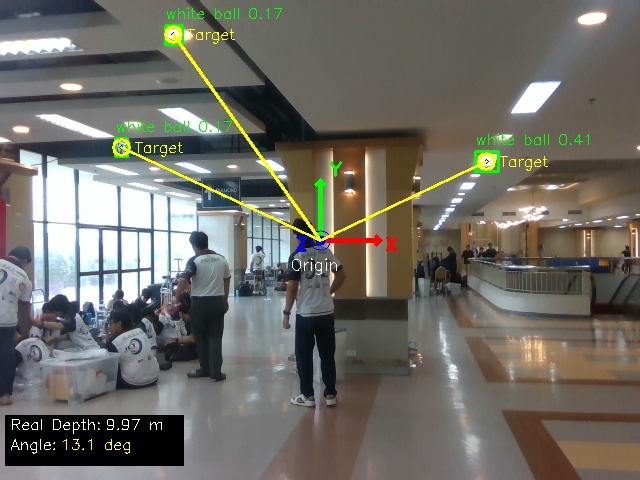 white ball 0.17
Target
white ball 0.17
Target
white ball 0.41
Target
Y
Z
X
Origin
DIAMOND
Real Depth: 9.97 m
Angle: 13.1 deg